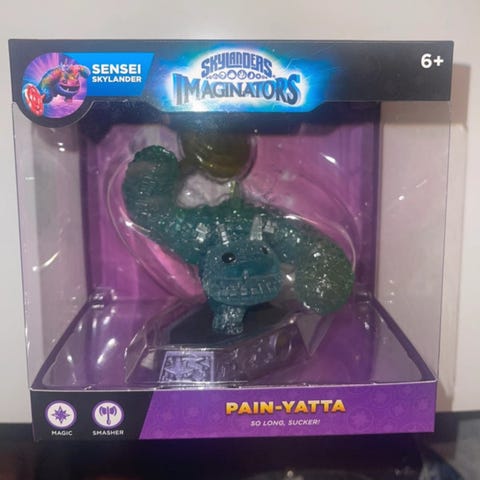 SENSEI
SKYLANDER
SKYLANDERS
IMAGINATORS
6+
MAGIC
SMASHER
PAIN-YATTA
SO LONG, SUCKER!